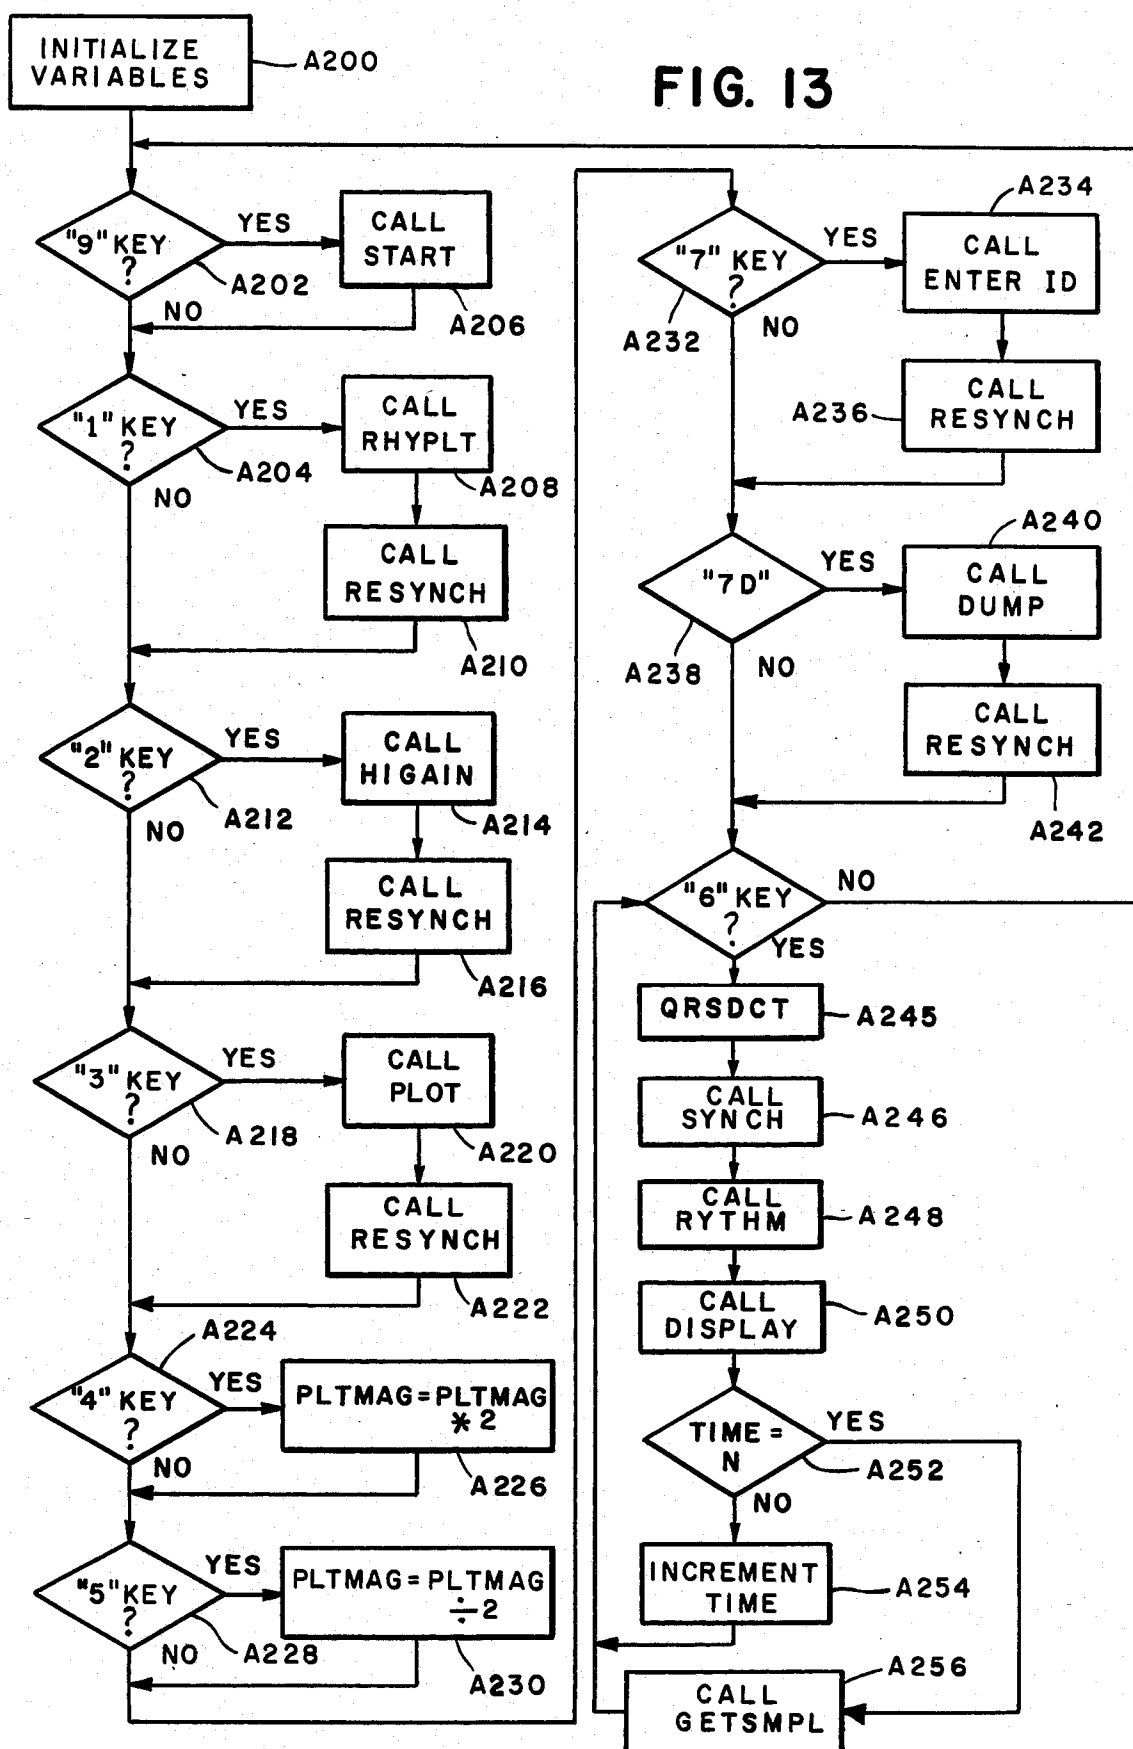 FIG. 13
INITIALIZE
VARIABLES
A200
"9" KEY
?
YES
NO
A202
CALL
START
A206
"1" KEY
?
YES
NO
A204
CALL
RHYPLT
A208
CALL
RESYNCH
A210
"2" KEY
?
YES
NO
A212
CALL
HIGAIN
A214
CALL
RESYNCH
A216
"3" KEY
?
YES
NO
A218
CALL
PLOT
A220
CALL
RESYNCH
A222
A224
"4" KEY
?
YES
NO
PLTMAG=PLTMAG
* 2
A226
"5" KEY
?
YES
NO
A228
PLTMAG=PLTMAG
÷2
A230
"7" KEY
?
YES
NO
A232
A234
CALL
ENTER ID
CALL
RESYNCH
A236
"7D"
YES
NO
A238
A240
CALL
DUMP
CALL
RESYNCH
A242
"6" KEY
?
NO
YES
QRSDCT
A245
CALL
SYNCH
A246
CALL
RYTHM
A248
CALL
DISPLAY
A250
TIME =
N
YES
NO
A252
INCREMENT
TIME
A254
CALL
GETSMPL
A256